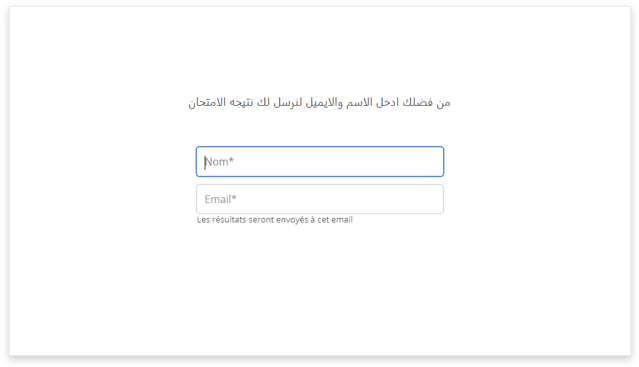 من فضلك ادخل الاسم والايميل لنرسل لك نتيجه الامتحان
Nom*
Email*
Les résultats seront envoyés à cet email